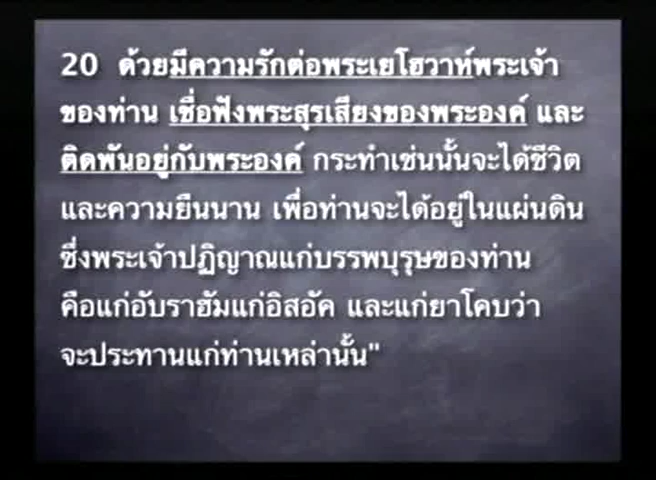 20 ด้วยมีความรักต่อพระเยโฮวาห์พระเจ้า
ของท่าน เชื่อฟังพระสุรเสียงของพระองค์ และ
ติดพันอยู่กับพระองค์ กระทำเช่นนั้นจะได้ชีวิต
และความยืนนาน เพื่อท่านจะได้อยู่ในแผ่นดิน
ซึ่งพระเจ้าปฏิญาณแก่บรรพบุรุษของท่าน
คือแก่อับราฮัมแก่อิสอัค และแก่ยาโคบว่า
จะประทานแก่ท่านเหล่านั้น"